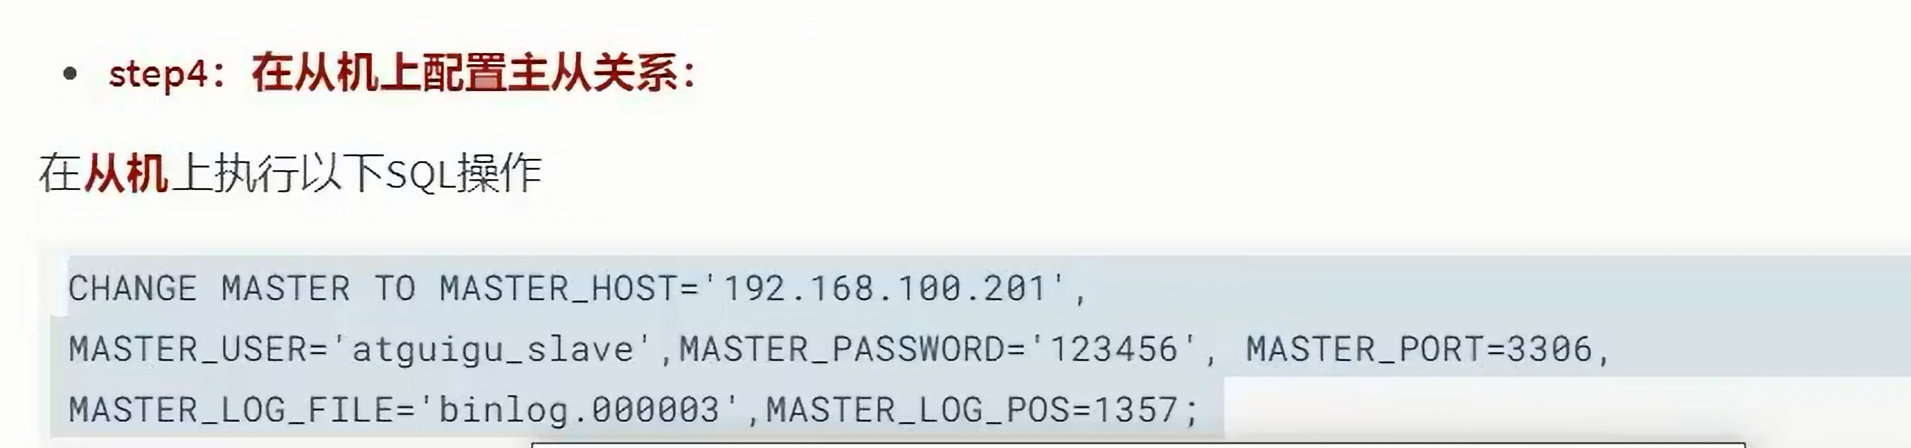 step4：在从机上配置主从关系：
在从机上执行以下SQL操作
CHANGE MASTER TO MASTER_HOST='192.168.100.201',
MASTER_USER='atguigu_slave',MASTER_PASSWORD='123456', MASTER_PORT=3306,
MASTER_LOG_FILE='binlog.000003',MASTER_LOG_POS=1357;